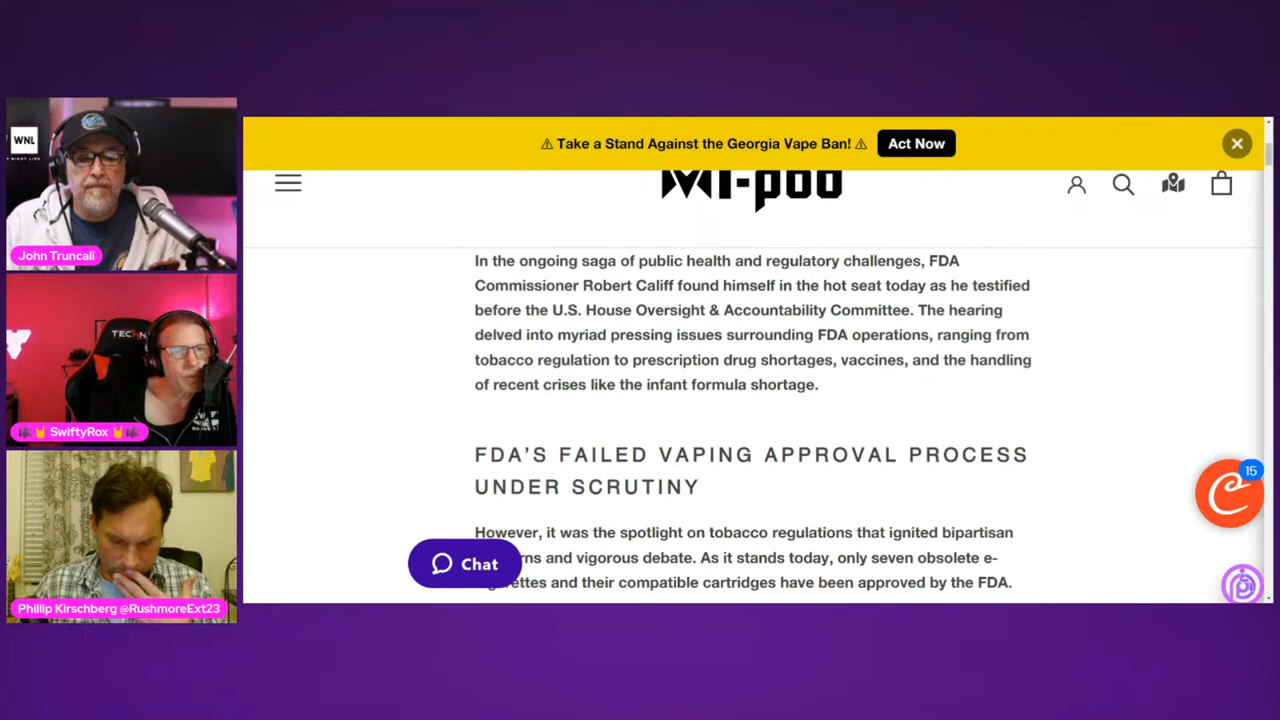 WNL
John Truncali
TECHN
SwiftyRox
Phillip Kirschberg @RushmoreExt23
⚠ Take a Stand Against the Georgia Vape Ban! ⚠ Act Now
Mi-pod
In the ongoing saga of public health and regulatory challenges, FDA
Commissioner Robert Califf found himself in the hot seat today as he testified
before the U.S. House Oversight & Accountability Committee. The hearing
delved into myriad pressing issues surrounding FDA operations, ranging from
tobacco regulation to prescription drug shortages, vaccines, and the handling
of recent crises like the infant formula shortage.
FDA'S FAILED VAPING APPROVAL PROCESS
UNDER SCRUTINY
However, it was the spotlight on tobacco regulations that ignited bipartisan
and vigorous debate. As it stands today, only seven obsolete e-
and their compatible cartridges have been approved by the FDA.
Chat
15